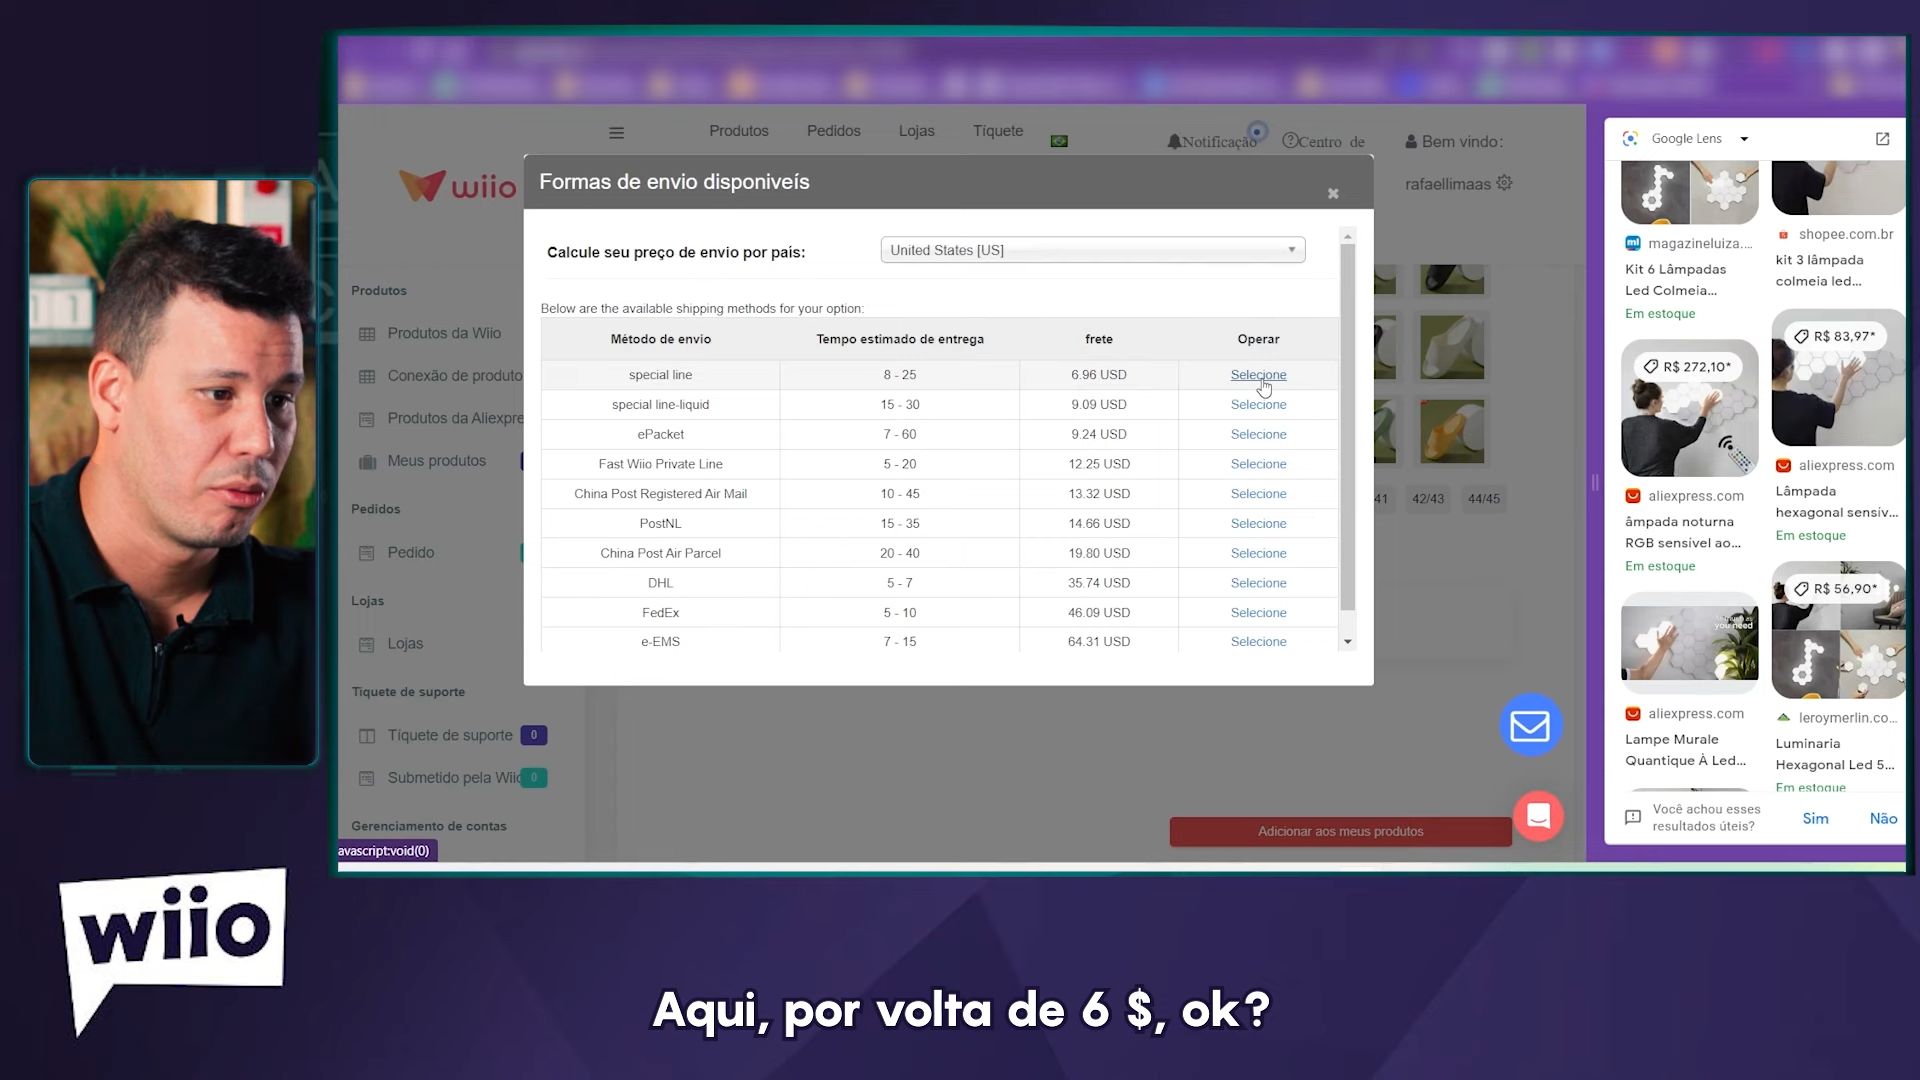 Produtos
Pedidos
Lojas
Tíquete
Notificação
Centro de
Bem vindo:
rafaellimaas
wiio
Formas de envio disponiveís
Calcule seu preço de envio por país:
United States [US]
Below are the available shipping methods for your option:
Método de envio Tempo estimado de entrega frete Operar
special line 8 - 25 6.96 USD Selecione
special line-liquid 15 - 30 9.09 USD Selecione
ePacket 7 - 60 9.24 USD Selecione
Fast Wiio Private Line 5 - 20 12.25 USD Selecione
China Post Registered Air Mail 10 - 45 13.32 USD Selecione
PostNL 15 - 35 14.66 USD Selecione
China Post Air Parcel 20 - 40 19.80 USD Selecione
DHL 5 - 7 35.74 USD Selecione
FedEx 5 - 10 46.09 USD Selecione
e-EMS 7 - 15 64.31 USD Selecione
Produtos
Produtos da Wiio
Conexão de produto
Produtos da Aliexpre
Meus produtos
Pedidos
Pedido
Lojas
Lojas
Tiquete de suporte
Tíquete de suporte 0
Submetido pela Wiic 0
Gerenciamento de contas
avascript:void(0)
41 42/43 44/45
Adicionar aos meus produtos
Google Lens
magazineluiza....
Kit 6 Lâmpadas
Led Colmeia...
Em estoque
R$ 272,10*
aliexpress.com
âmpada noturna
RGB sensível ao...
Em estoque
you need
aliexpress.com
Lampe Murale
Quantique À Led...
shopee.com.br
kit 3 lâmpada
colmeia led...
R$ 83,97*
aliexpress.com
Lâmpada
hexagonal sensív...
Em estoque
R$ 56,90*
leroymerlin.co...
Luminaria
Hexagonal Led 5...
Em estoque
Você achou esses
resultados úteis?
Sim
Não
wiio
Aqui, por volta de 6 $, ok?